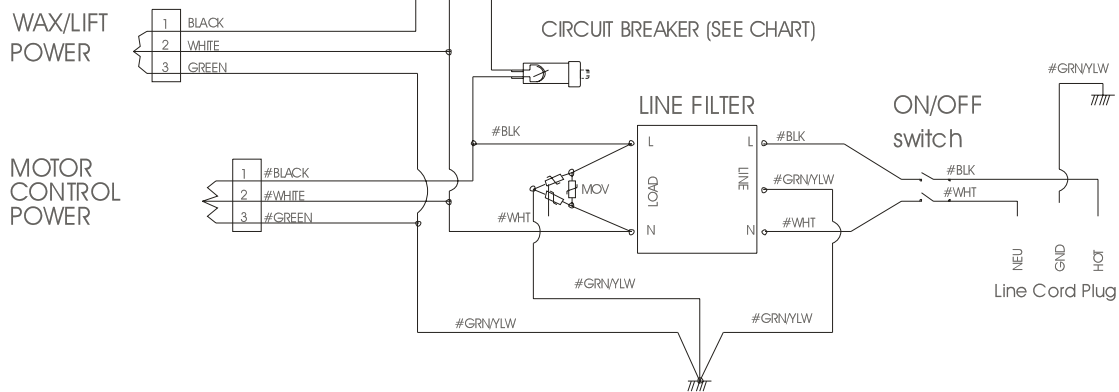 WAX/LIFT
POWER
1 BLACK
2 WHITE
3 GREEN
CIRCUIT BREAKER (SEE CHART)
#GRN/YLW
LINE FILTER
ON/OFF
switch
#BLK
L
L
#BLK
MOTOR
CONTROL
POWER
1 #BLACK
2 #WHITE
3 #GREEN
MOV
LOAD
LINE
#GRN/YLW
#BLK
#WHT
#WHT
N
N
#WHT
NEU
GND
HOT
Line Cord Plug
#GRN/YLW
#GRN/YLW
#GRN/YLW